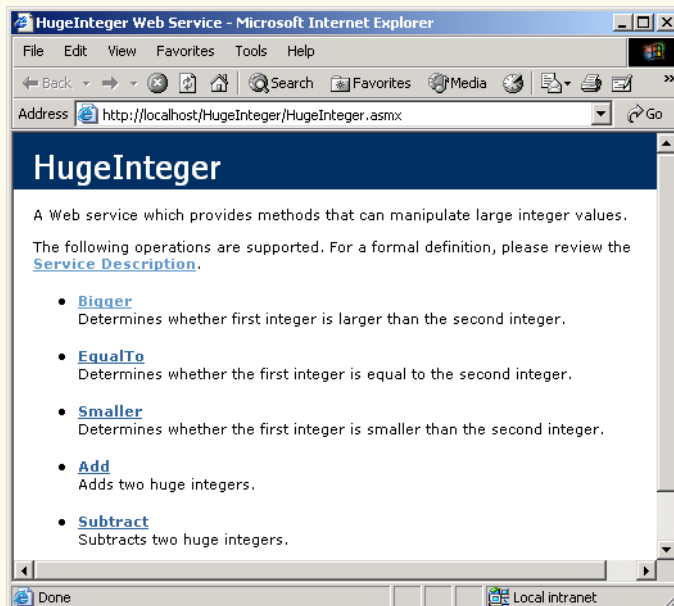 HugeInteger Web Service - Microsoft Internet Explorer
File Edit View Favorites Tools Help
Back Search Favorites Media »
Address http://localhost/HugeInteger/HugeInteger.asmx Go
HugeInteger
A Web service which provides methods that can manipulate large integer values.
The following operations are supported. For a formal definition, please review the
Service Description.
• Bigger
Determines whether first integer is larger than the second integer.
• EqualTo
Determines whether the first integer is equal to the second integer.
• Smaller
Determines whether the first integer is smaller than the second integer.
• Add
Adds two huge integers.
• Subtract
Subtracts two huge integers.
Done Local intranet